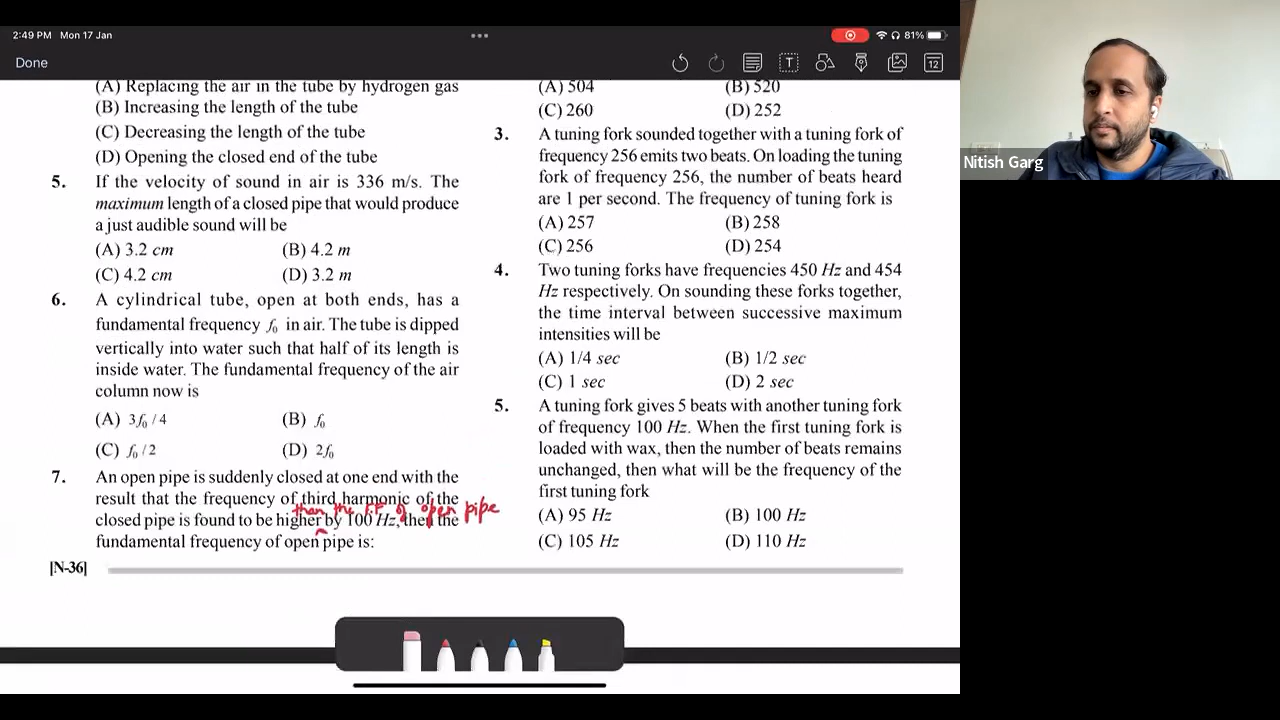 2:49 PM Mon 17 Jan
81%
Done
T
12
(A) Replacing the air in the tube by hydrogen gas
(B) Increasing the length of the tube
(C) Decreasing the length of the tube
(D) Opening the closed end of the tube
5. If the velocity of sound in air is 336 m/s. The
maximum length of a closed pipe that would produce
a just audible sound will be
(A) 3.2 cm (B) 4.2 m
(C) 4.2 cm (D) 3.2 m
6. A cylindrical tube, open at both ends, has a
fundamental frequency f₀ in air. The tube is dipped
vertically into water such that half of its length is
inside water. The fundamental frequency of the air
column now is
(A) 3f₀ / 4 (B) f₀
(C) f₀ / 2 (D) 2f₀
7. An open pipe is suddenly closed at one end with the
result that the frequency of third harmonic of the
than the F.F of open pipe
closed pipe is found to be higher by 100 Hz, then the
fundamental frequency of open pipe is:
[N-36]
(A) 504 (B) 520
(C) 260 (D) 252
3. A tuning fork sounded together with a tuning fork of
frequency 256 emits two beats. On loading the tuning
fork of frequency 256, the number of beats heard
are 1 per second. The frequency of tuning fork is
(A) 257 (B) 258
(C) 256 (D) 254
4. Two tuning forks have frequencies 450 Hz and 454
Hz respectively. On sounding these forks together,
the time interval between successive maximum
intensities will be
(A) 1/4 sec (B) 1/2 sec
(C) 1 sec (D) 2 sec
5. A tuning fork gives 5 beats with another tuning fork
of frequency 100 Hz. When the first tuning fork is
loaded with wax, then the number of beats remains
unchanged, then what will be the frequency of the
first tuning fork
(A) 95 Hz (B) 100 Hz
(C) 105 Hz (D) 110 Hz
Nitish Garg